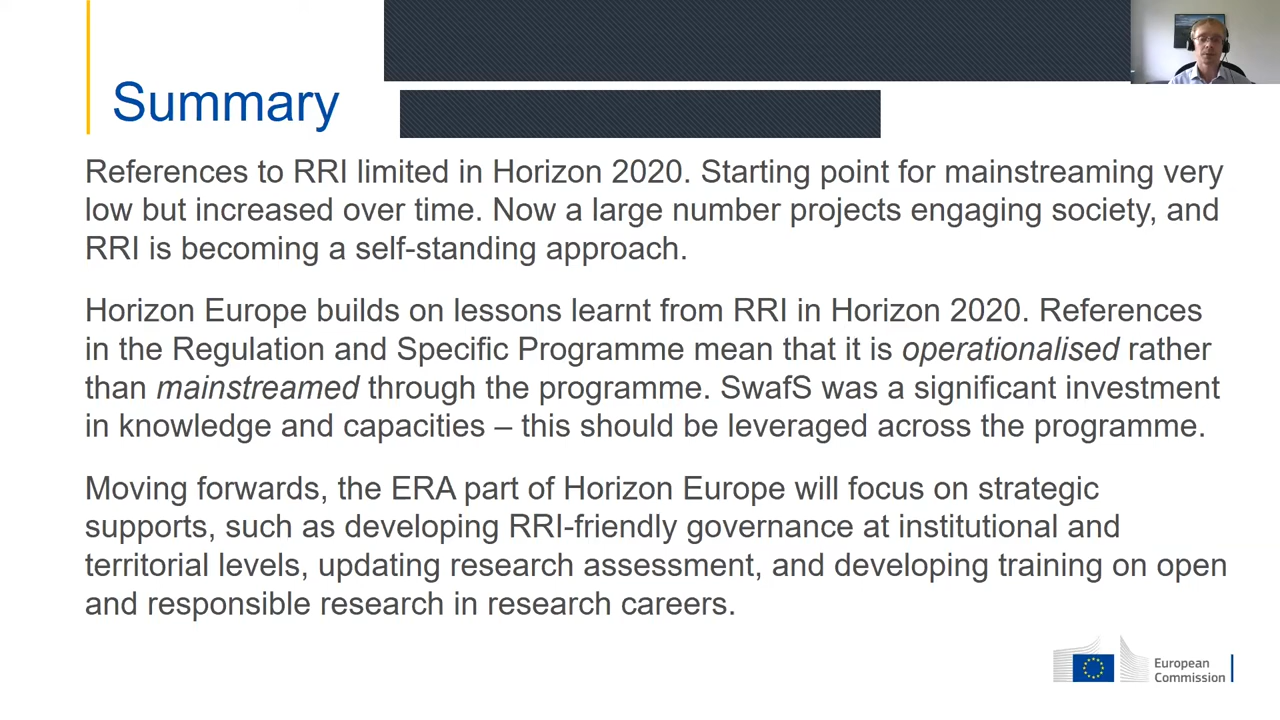 Summary
References to RRI limited in Horizon 2020. Starting point for mainstreaming very
low but increased over time. Now a large number projects engaging society, and
RRI is becoming a self-standing approach.
Horizon Europe builds on lessons learnt from RRI in Horizon 2020. References
in the Regulation and Specific Programme mean that it is operationalised rather
than mainstreamed through the programme. SwafS was a significant investment
in knowledge and capacities – this should be leveraged across the programme.
Moving forwards, the ERA part of Horizon Europe will focus on strategic
supports, such as developing RRI-friendly governance at institutional and
territorial levels, updating research assessment, and developing training on open
and responsible research in research careers.
European
Commission